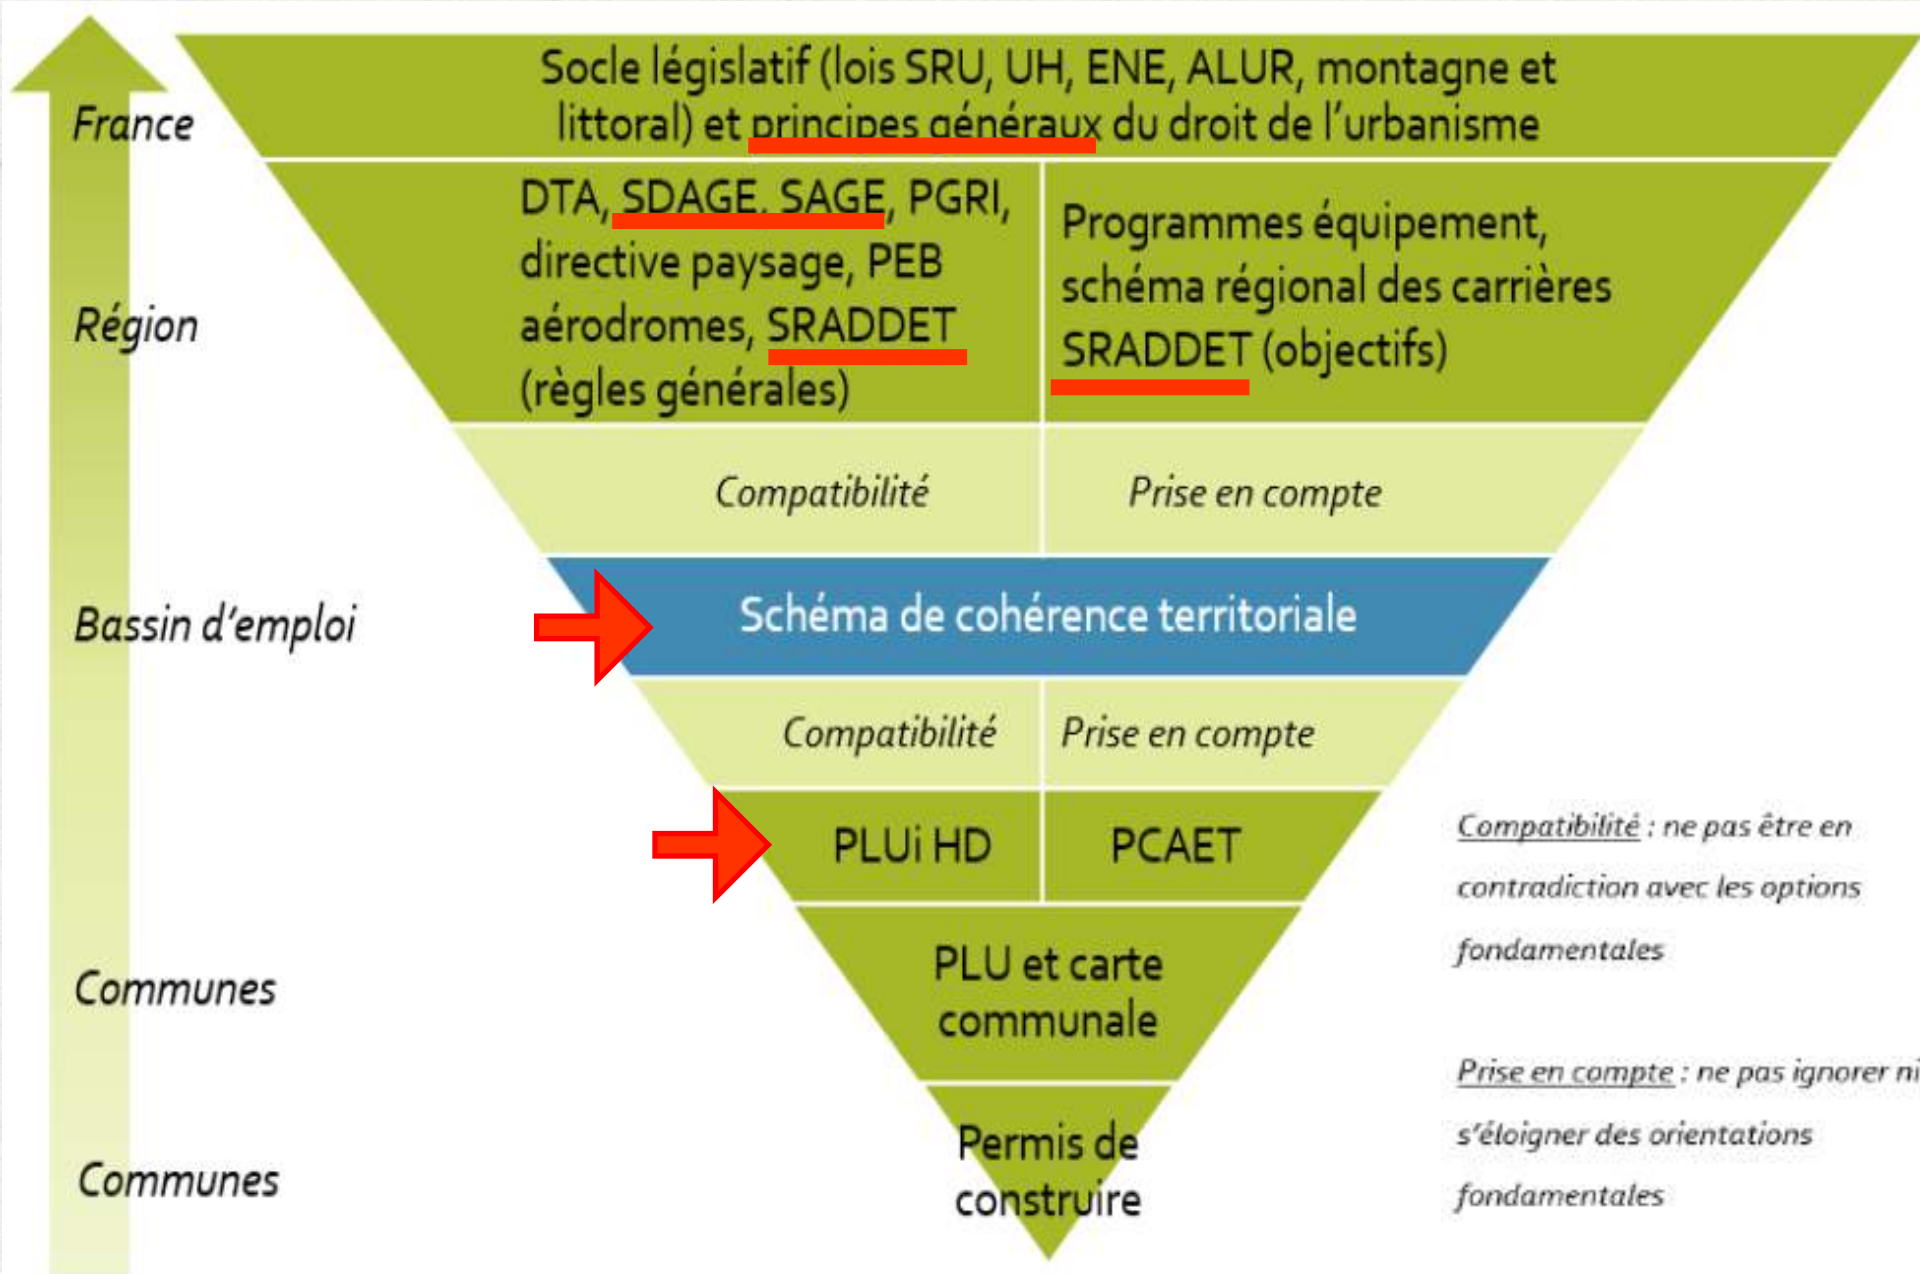 France
Socle législatif (lois SRU, UH, ENE, ALUR, montagne et
littoral) et principes généraux du droit de l'urbanisme
Région
DTA, SDAGE, SAGE, PGRI,
directive paysage, PEB
aérodromes, SRADDET
(règles générales)
Programmes équipement,
schéma régional des carrières
SRADDET (objectifs)
Compatibilité
Prise en compte
Bassin d'emploi
Schéma de cohérence territoriale
Compatibilité
Prise en compte
PLUi HD
PCAET
Communes
PLU et carte
communale
Communes
Permis de
construire
Compatibilité : ne pas être en
contradiction avec les options
fondamentales
Prise en compte : ne pas ignorer ni
s'éloigner des orientations
fondamentales